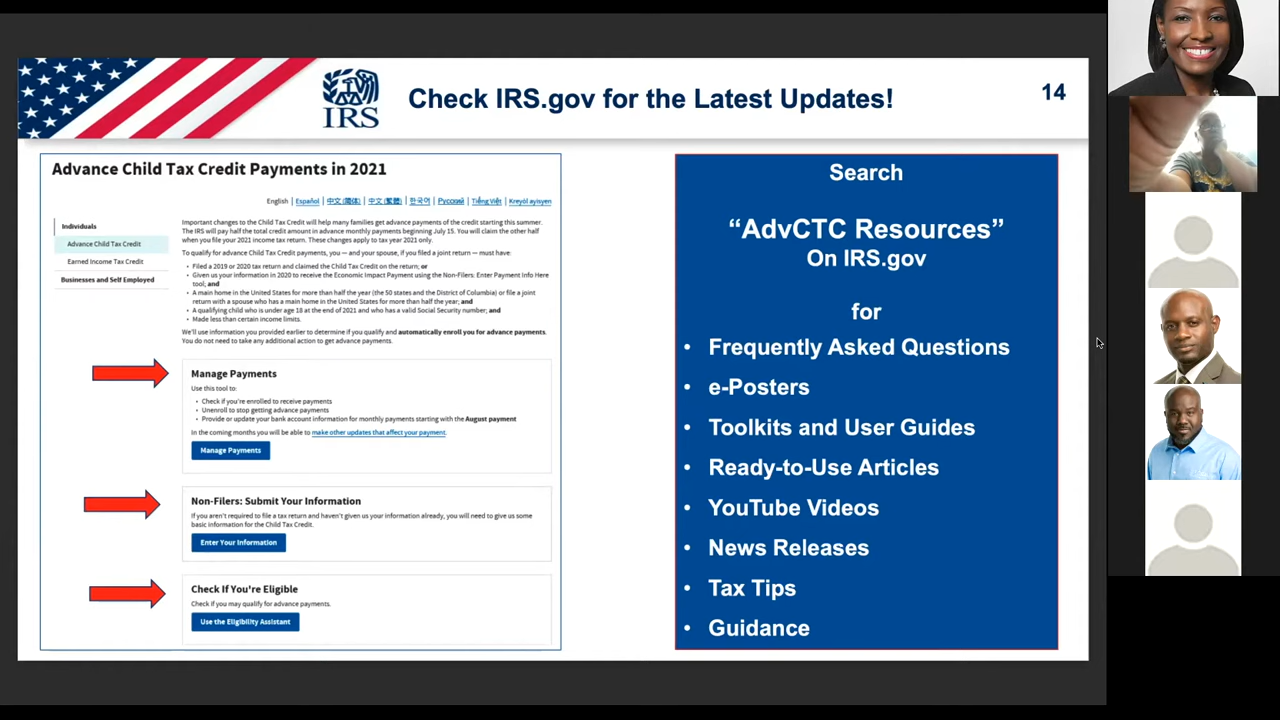 IRS
Check IRS.gov for the Latest Updates!
14
Advance Child Tax Credit Payments in 2021
English | Español | 中文 (简体) | 中文 (繁體) | 한국어 | Русский | Tiếng Việt | Kreyòl ayisyen
Individuals
Advance Child Tax Credit
Earned Income Tax Credit
Businesses and Self Employed
Important changes to the Child Tax Credit will help many families get advance payments of the credit starting this summer.
The IRS will pay half the total credit amount in advance monthly payments beginning July 15. You will claim the other half
when you file your 2021 income tax return. These changes apply to tax year 2021 only.
To qualify for advance Child Tax Credit payments, you — and your spouse, if you filed a joint return — must have:
• Filed a 2019 or 2020 tax return and claimed the Child Tax Credit on the return; or
• Given us your information in 2020 to receive the Economic Impact Payment using the Non-Filers: Enter Payment Info Here
tool; and
• A main home in the United States for more than half the year (the 50 states and the District of Columbia) or file a joint
return with a spouse who has a main home in the United States for more than half the year; and
• A qualifying child who is under age 18 at the end of 2021 and who has a valid Social Security number; and
• Made less than certain income limits.
We'll use information you provided earlier to determine if you qualify and automatically enroll you for advance payments.
You do not need to take any additional action to get advance payments.
Manage Payments
Use this tool to:
• Check if you're enrolled to receive payments
• Unenroll to stop getting advance payments
• Provide or update your bank account information for monthly payments starting with the August payment
In the coming months you will be able to make other updates that affect your payment.
Manage Payments
Non-Filers: Submit Your Information
If you aren't required to file a tax return and haven't given us your information already, you will need to give us some
basic information for the Child Tax Credit.
Enter Your Information
Check If You're Eligible
Check if you may qualify for advance payments.
Use the Eligibility Assistant
Search
“AdvCTC Resources”
On IRS.gov
for
• Frequently Asked Questions
• e-Posters
• Toolkits and User Guides
• Ready-to-Use Articles
• YouTube Videos
• News Releases
• Tax Tips
• Guidance